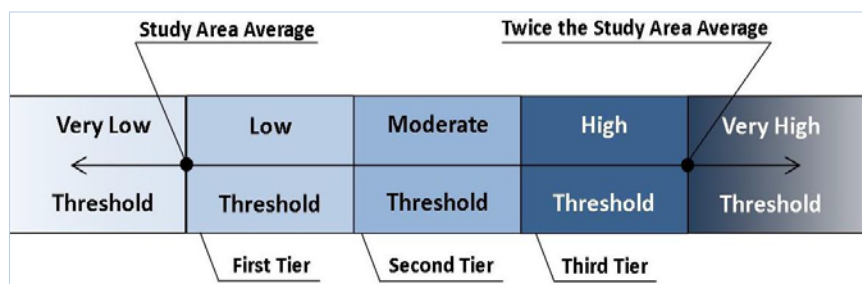 Study Area Average
Twice the Study Area Average
Very Low
Low
Moderate
High
Very High
Threshold
Threshold
Threshold
Threshold
Threshold
First Tier
Second Tier
Third Tier